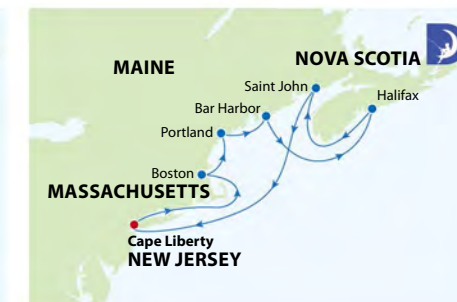 MAINE
NOVA SCOTIA
Saint John
Halifax
Bar Harbor
Portland
Boston
MASSACHUSETTS
Cape Liberty
NEW JERSEY